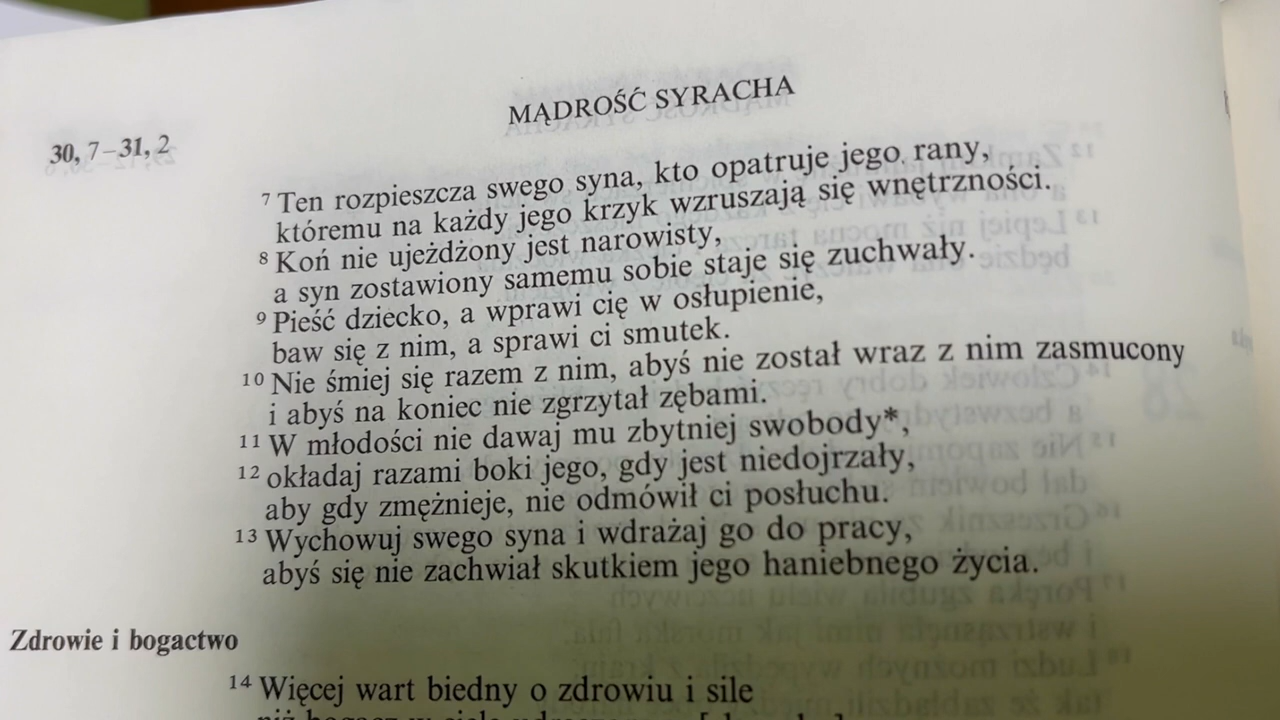 MĄDROŚĆ SYRACHA
30, 7–31, 2
7 Ten rozpieszcza swego syna, kto opatruje jego rany,
któremu na każdy jego krzyk wzruszają się wnętrzności.
8 Koń nie ujeżdżony jest narowisty,
a syn zostawiony samemu sobie staje się zuchwały.
9 Pieść dziecko, a wprawi cię w osłupienie,
baw się z nim, a sprawi ci smutek.
10 Nie śmiej się razem z nim, abyś nie został wraz z nim zasmucony
i abyś na koniec nie zgrzytał zębami.
11 W młodości nie dawaj mu zbytniej swobody*,
12 okładaj razami boki jego, gdy jest niedojrzały,
aby gdy zmężnieje, nie odmówił ci posłuchu.
13 Wychowuj swego syna i wdrażaj go do pracy,
abyś się nie zachwiał skutkiem jego haniebnego życia.
Zdrowie i bogactwo
14 Więcej wart biedny o zdrowiu i sile